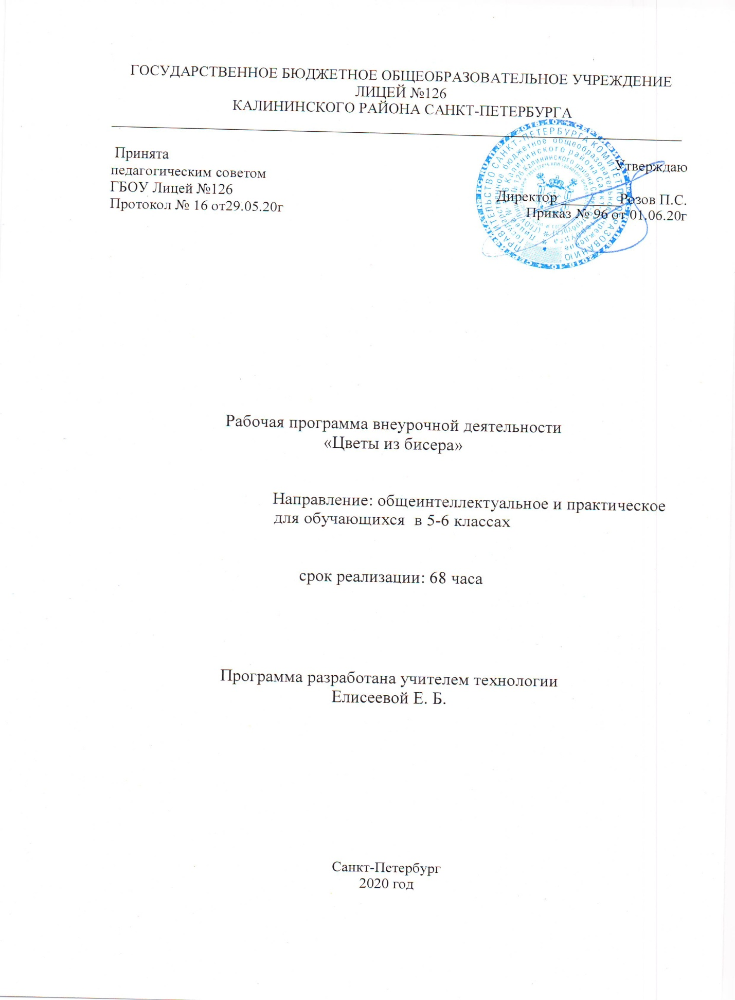 ГОСУДАРСТВЕННОЕ БЮДЖЕТНОЕ ОБЩЕОБРАЗОВАТЕЛЬНОЕ УЧРЕЖДЕНИЕ
ЛИЦЕЙ №126
КАЛИНИНСКОГО РАЙОНА САНКТ-ПЕТЕРБУРГА
Принята
педагогическим советом
ГБОУ Лицей №126
Протокол № 16 от29.05.20г
Утверждаю
Директор ________ Розов П.С.
Приказ № 96 от 01.06.20г
ПРАВИТЕЛЬСТВО САНКТ-ПЕТЕРБУРГА КОМИТЕТ ПО ОБРАЗОВАНИЮ
Государственное бюджетное общеобразовательное учреждение
Лицей № 126 Калининского района Санкт-Петербурга
Рабочая программа внеурочной деятельности
«Цветы из бисера»
Направление: общеинтеллектуальное и практическое
для обучающихся  в 5-6 классах
срок реализации: 68 часа
Программа разработана учителем технологии
Елисеевой Е. Б.
Санкт-Петербург
2020 год